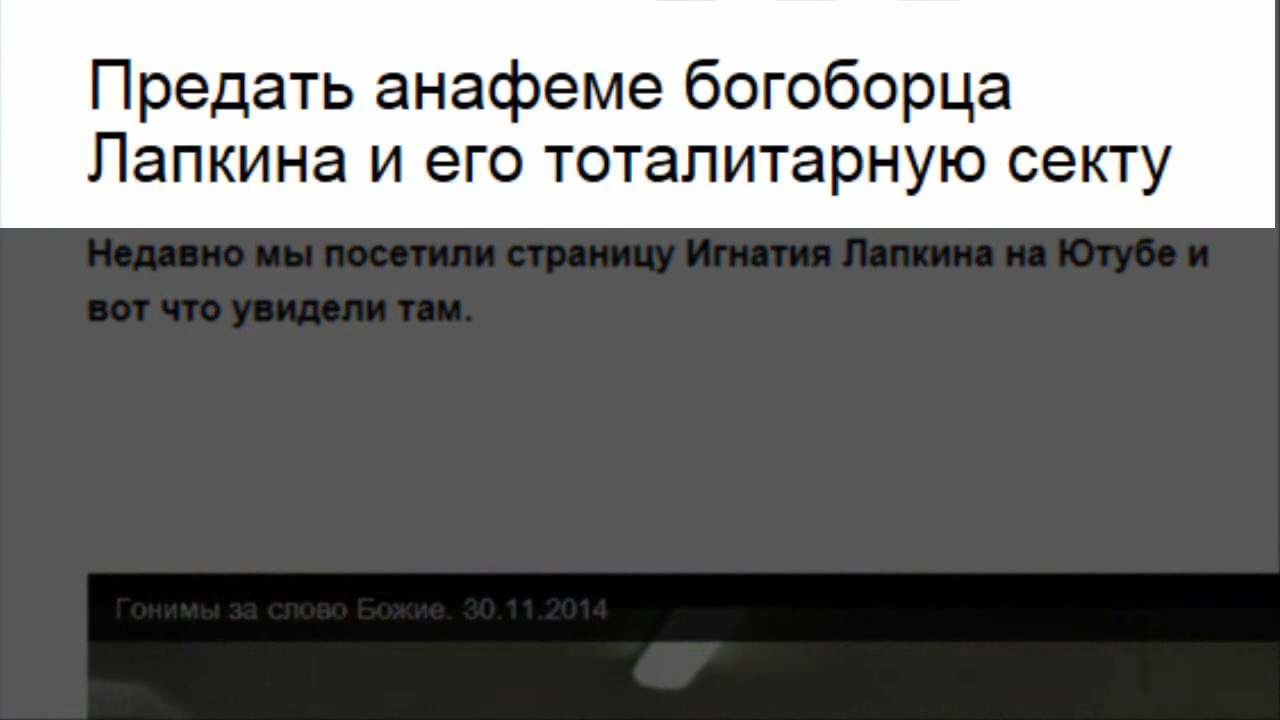 Предать анафеме богоборца
Лапкина и его тоталитарную секту
Недавно мы посетили страницу Игнатия Лапкина на Ютубе и
вот что увидели там.
Гонимы за слово Божие. 30.11.2014